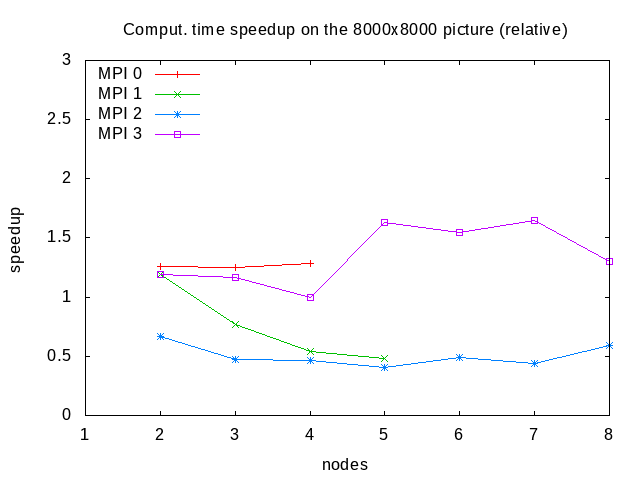 Comput. time speedup on the 8000x8000 picture (relative)
3
MPI 0
MPI 1
2.5
MPI 2
MPI 3
2
speedup
1.5
1
0.5
0
1 2 3 4 5 6 7 8
nodes